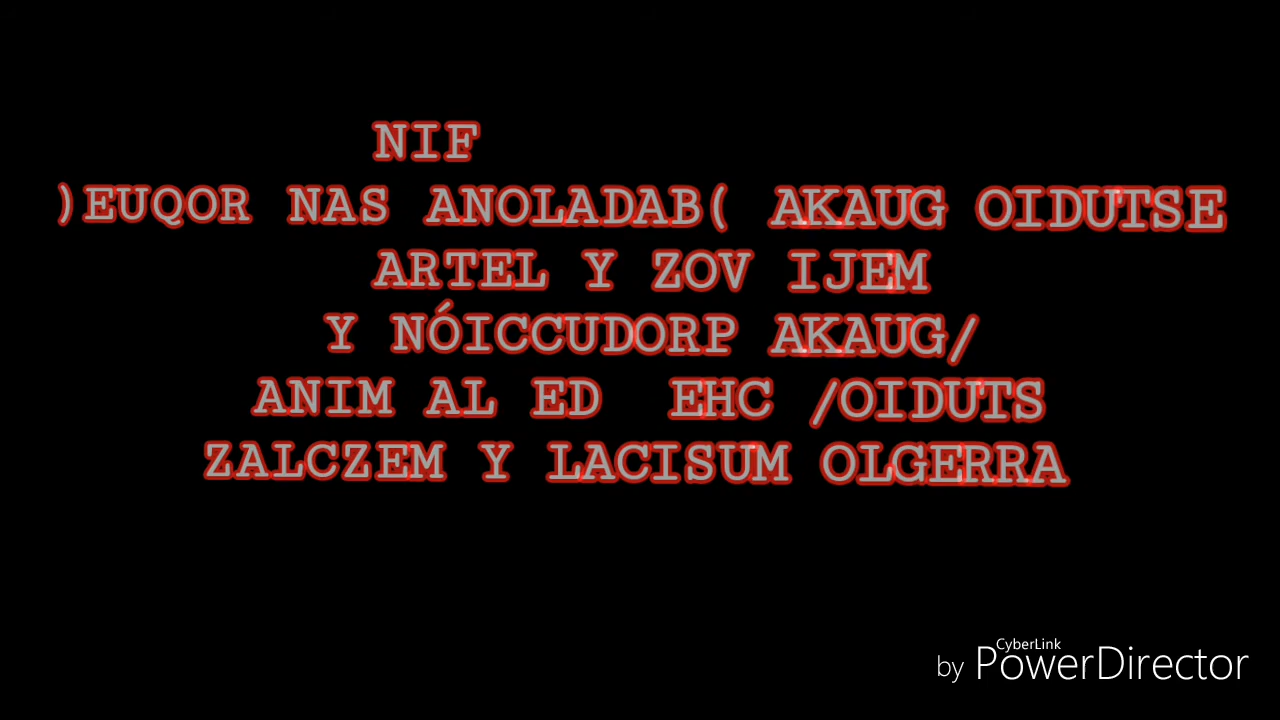 NIF
)EUQOR NAS ANOLADAB( AKAUG OIDUTSE
ARTEL Y ZOV IJEM
Y NÓICCUDORP AKAUG/
ANIM AL ED  EHC /OIDUTS
ZALCZEM Y LACISUM OLGERRA
CyberLink
by PowerDirector